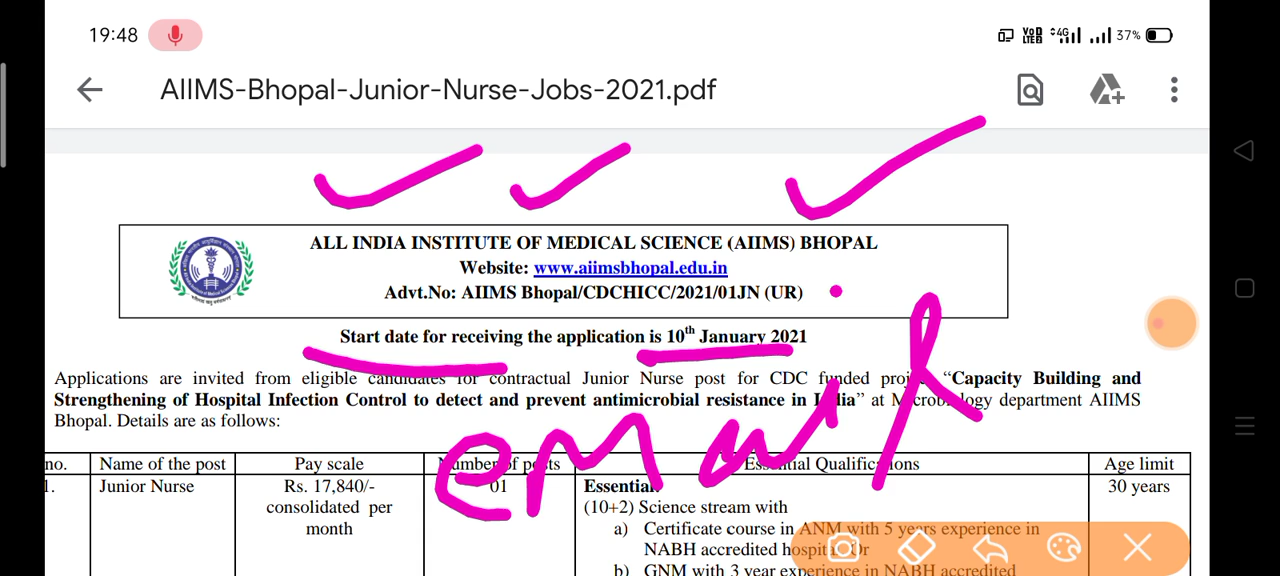 19:48
37%
AIIMS-Bhopal-Junior-Nurse-Jobs-2021.pdf
ALL INDIA INSTITUTE OF MEDICAL SCIENCE (AIIMS) BHOPAL
Website: www.aiimsbhopal.edu.in
Advt.No: AIIMS Bhopal/CDCHICC/2021/01JN (UR)
Start date for receiving the application is 10th January 2021
Applications are invited from eligible candidates for contractual Junior Nurse post for CDC funded project “Capacity Building and
Strengthening of Hospital Infection Control to detect and prevent antimicrobial resistance in India” at Microbiology department AIIMS
Bhopal. Details are as follows:
no. Name of the post Pay scale Number of posts Essential Qualifications Age limit
1. Junior Nurse Rs. 17,840/- 01 Essential 30 years
consolidated per (10+2) Science stream with
month a) Certificate course in ANM with 5 years experience in
NABH accredited hospital Or
b) GNM with 3 year experience in NABH accredited